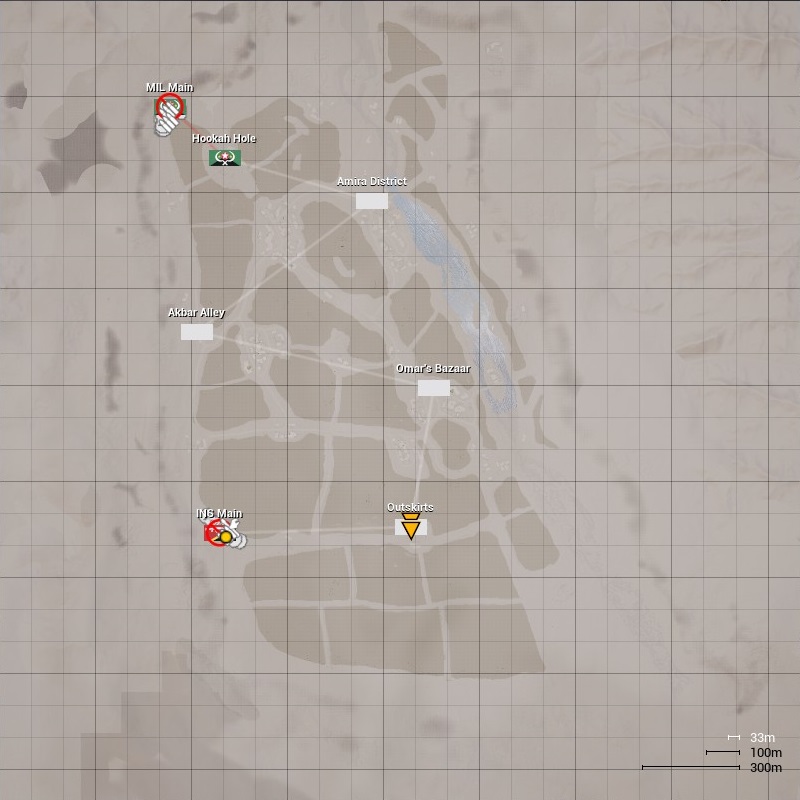 MIL Main
Hookah Hole
Amira District
Akbar Alley
Omar's Bazaar
Outskirts
INS Main
33m
100m
300m